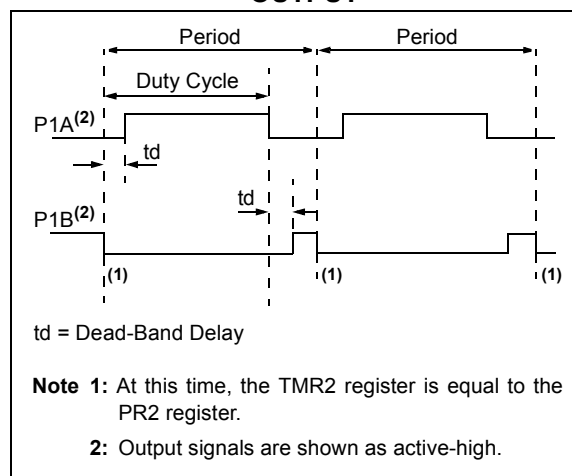 Period Period
Duty Cycle
P1A(2)
td
td
P1B(2)
(1) (1) (1)
td = Dead-Band Delay
Note 1: At this time, the TMR2 register is equal to the
PR2 register.
2: Output signals are shown as active-high.